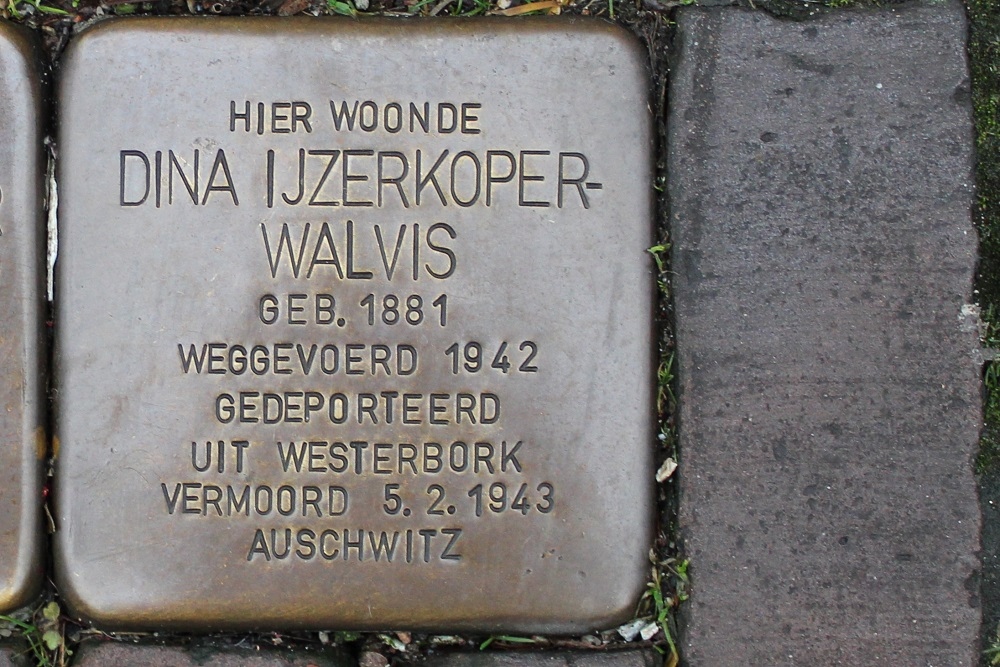 HIER WOONDE
DINA IJZERKOPER-
WALVIS
GEB. 1881
WEGGEVOERD 1942
GEDEPORTEERD
UIT WESTERBORK
VERMOORD 5.2.1943
AUSCHWITZ